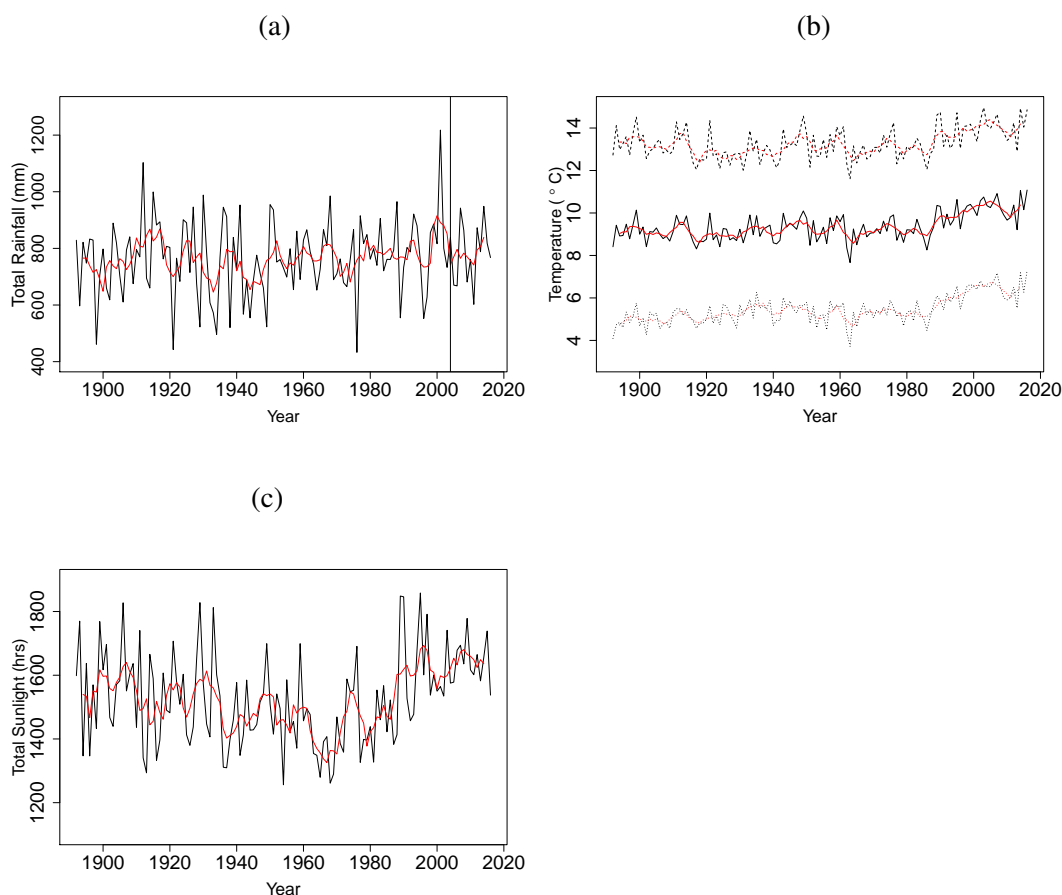 (a)
Total Rainfall (mm)
400 600 800 1000 1200
1900 1920 1940 1960 1980 2000 2020
Year
(b)
Temperature ( ° C)
4 6 8 10 12 14
1900 1920 1940 1960 1980 2000 2020
Year
(c)
Total Sunlight (hrs)
1200 1400 1600 1800
1900 1920 1940 1960 1980 2000 2020
Year